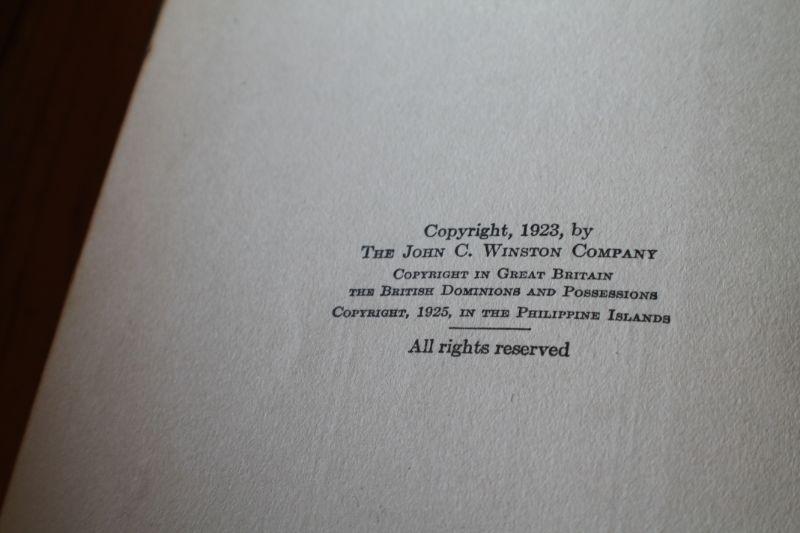 Copyright, 1923, by
THE JOHN C. WINSTON COMPANY
COPYRIGHT IN GREAT BRITAIN
THE BRITISH DOMINIONS AND POSSESSIONS
COPYRIGHT, 1925, IN THE PHILIPPINE ISLANDS
All rights reserved